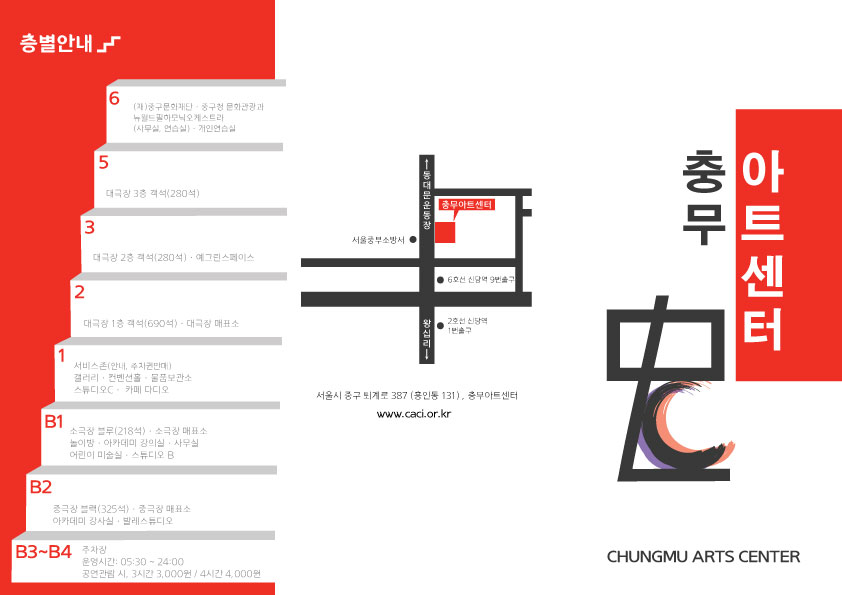 층별안내
6
(재)중구문화재단 · 중구청 문화관광과
뉴월드필하모닉오케스트라
(사무실, 연습실) · 개인연습실
5
대극장 3층 객석(280석)
3
대극장 2층 객석(280석) · 예그린스페이스
2
대극장 1층 객석(690석) · 대극장 매표소
1
서비스존(안내, 주차권판매)
갤러리 · 컨벤션홀 · 물품보관소
스튜디오C · 카페 다디오
B1
소극장 블루(218석) · 소극장 매표소
놀이방 · 아카데미 강의실 · 사무실
어린이 미술실 · 스튜디오 B
B2
중극장 블랙(325석) · 중극장 매표소
아카데미 강사실 · 발레스튜디오
B3~B4
주차장
운영시간: 05:30 ~ 24:00
공연관람 시, 3시간 3,000원 / 4시간 4,000원
↑동대문운동장
충무아트센터
서울중부소방서
6호선 신당역 9번출구
2호선 신당역
1번출구
왕십리↓
서울시 중구 퇴계로 387 (흥인동 131) , 충무아트센터
www.caci.or.kr
충무
아트센터
CHUNGMU ARTS CENTER